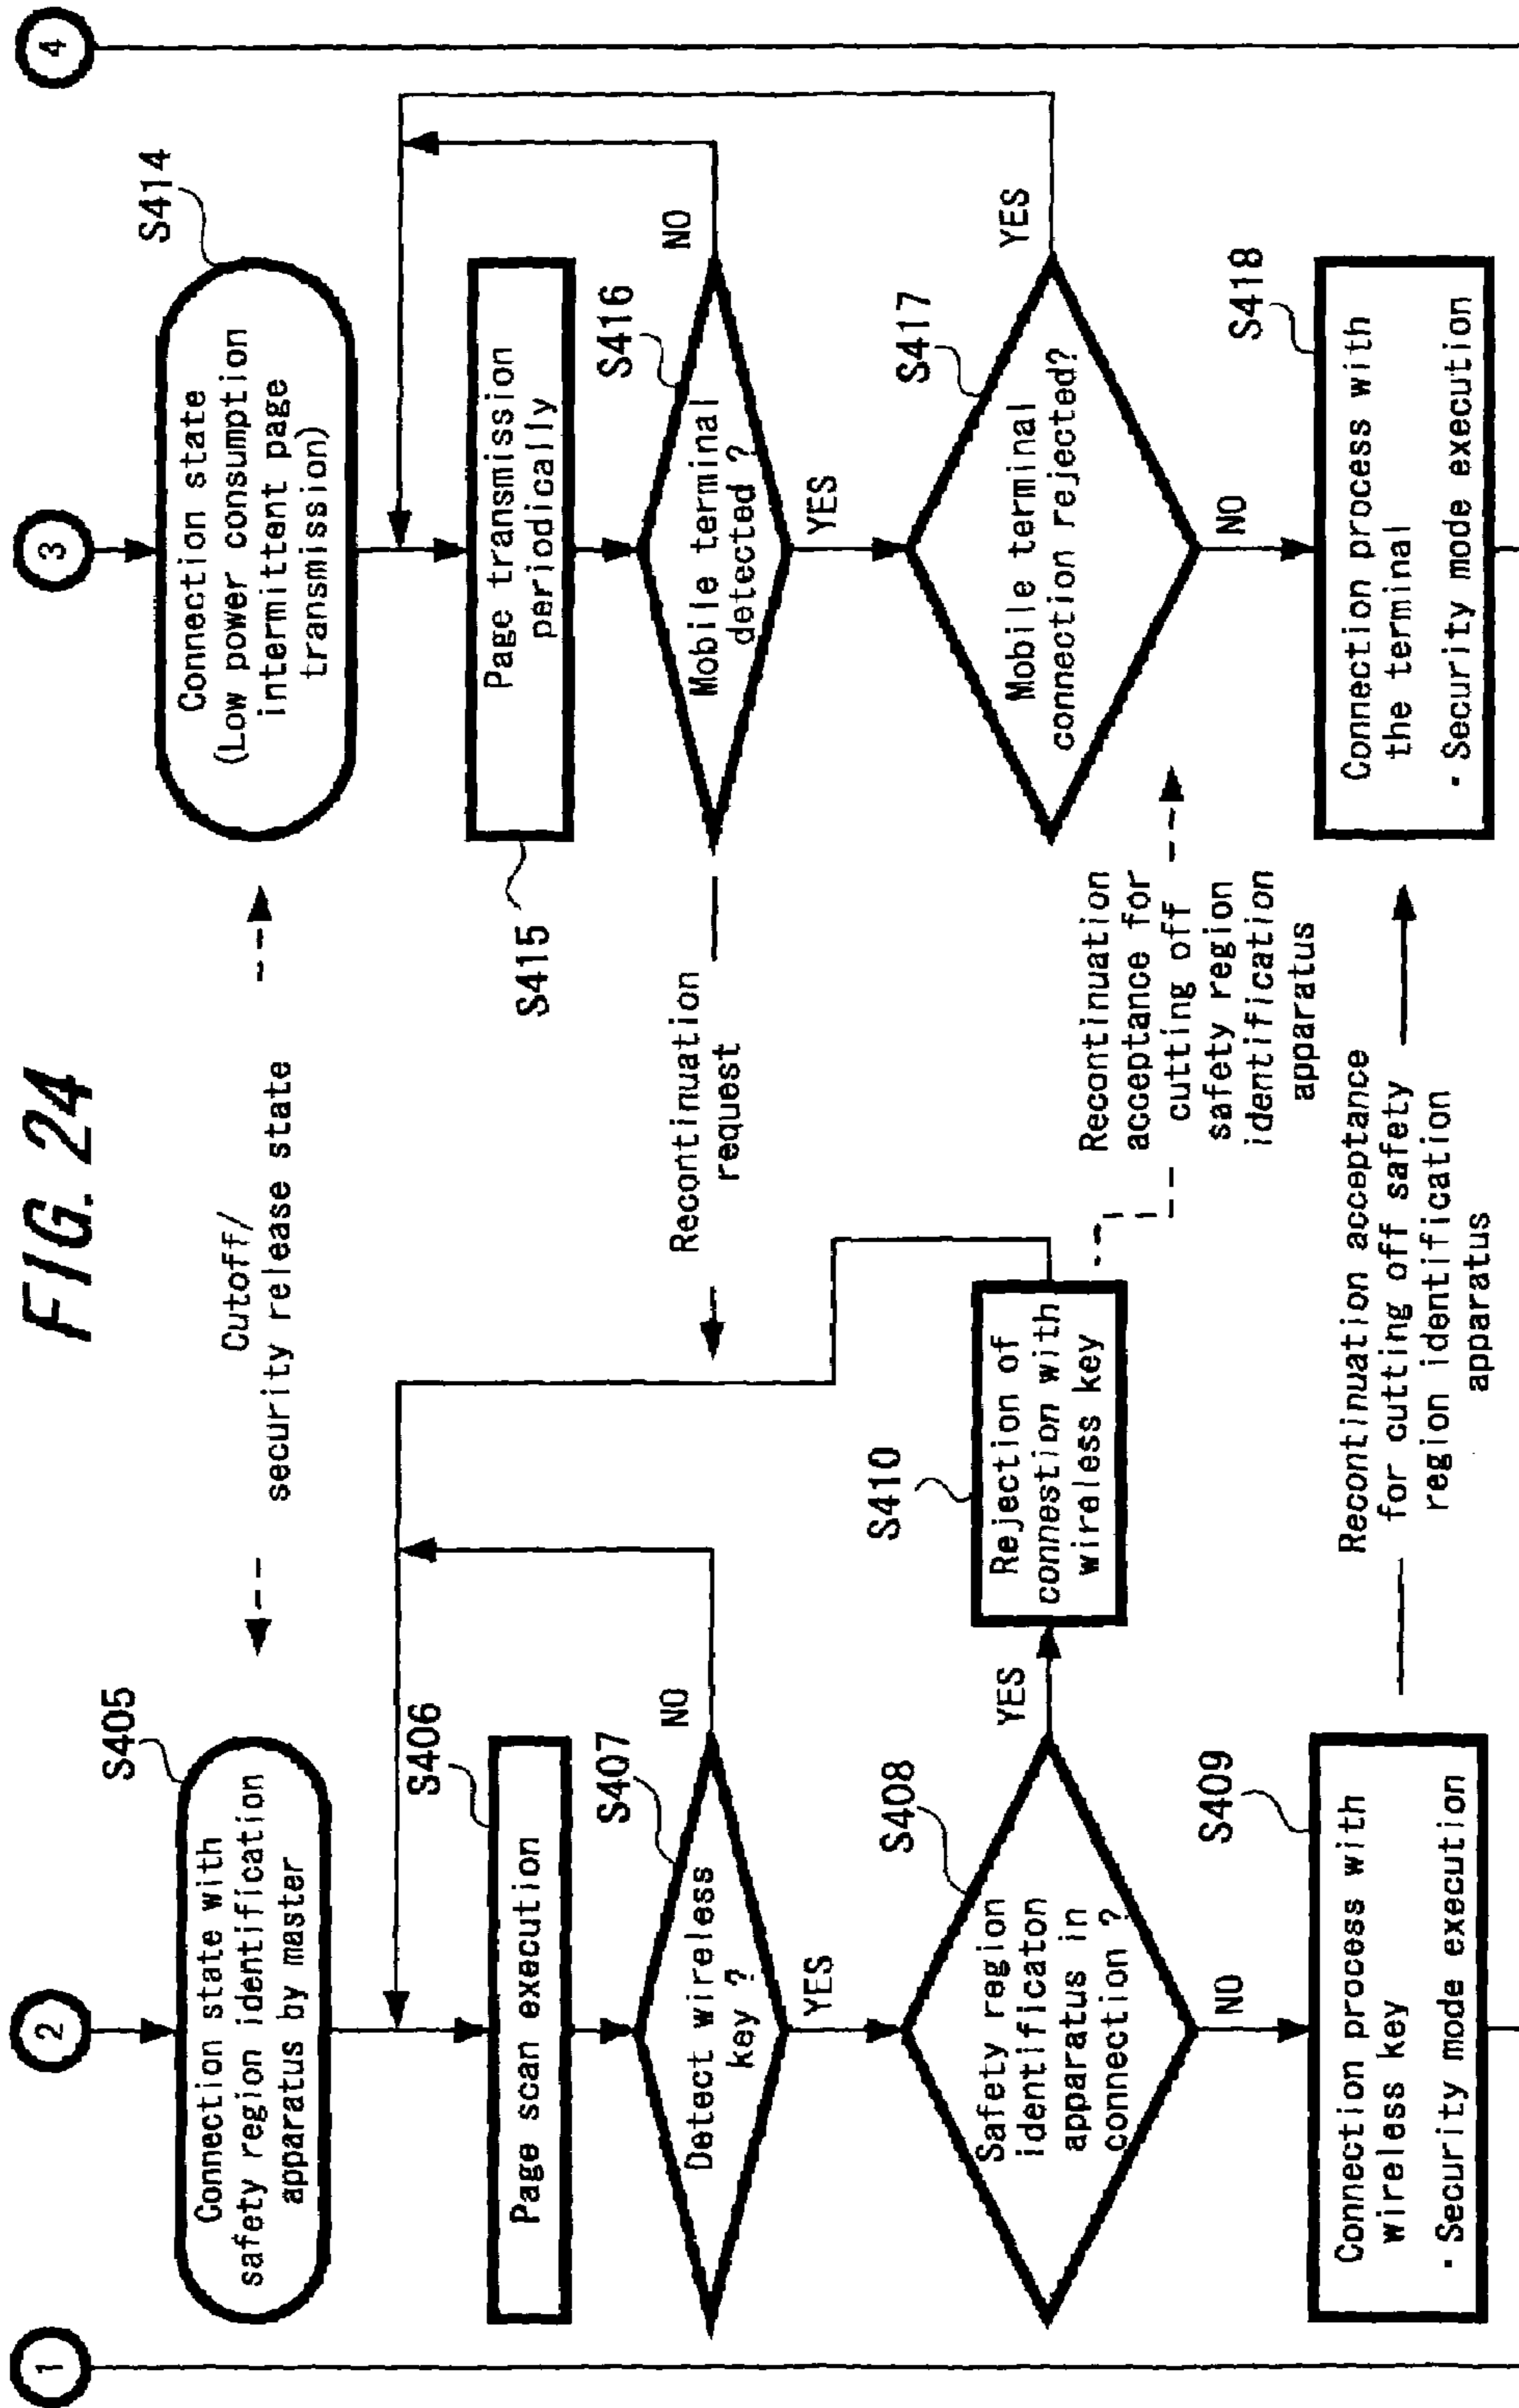 FIG. 24
1
2
3
4
S405
Connection state with
safety region identification
apparatus by master
Cutoff/
security release state
S414
Connection state
(Low power consumption
intermittent page
transmission)
S406
Page scan execution
S415
Page transmission
periodically
S407
Detect wireless
key ?
NO
YES
Recontinuation
request
S416
Mobile terminal
detected ?
NO
YES
S408
Safety region
identificaton
apparatus in
connection ?
YES
NO
S410
Rejection of
connestion with
wireless key
Recontinuation
acceptance for
cutting off
safety region
identification
apparatus
S417
Mobile terminal
connection rejected?
YES
NO
S409
Connection process with
wireless key
・Security mode execution
Recontinuation acceptance
for cutting off safety
region identification
apparatus
S418
Connection process with
the terminal
・Security mode execution